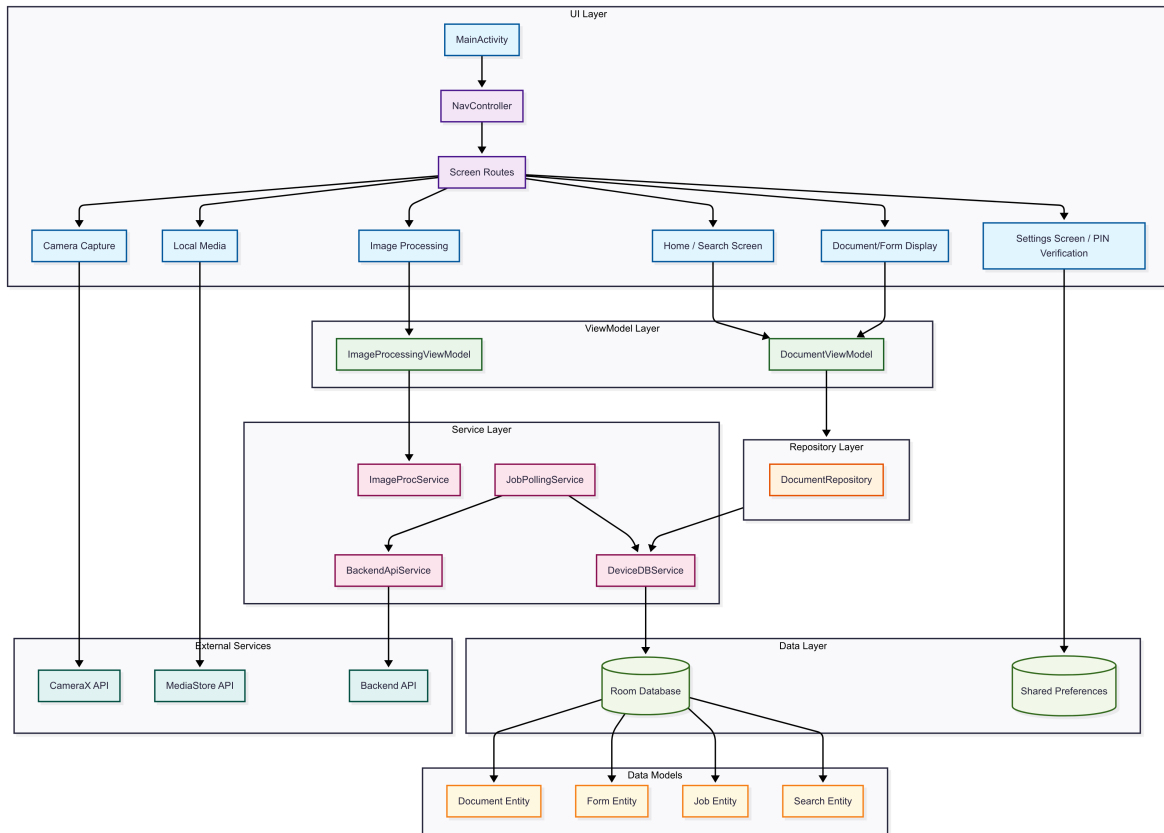 UI Layer
MainActivity
NavController
Screen Routes
Camera Capture
Local Media
Image Processing
Home / Search Screen
Document/Form Display
Settings Screen / PIN
Verification
ViewModel Layer
ImageProcessingViewModel
DocumentViewModel
Service Layer
Repository Layer
ImageProcService
JobPollingService
DocumentRepository
BackendApiService
DeviceDBService
External Services
Data Layer
CameraX API
MediaStore API
Backend API
Room Database
Shared Preferences
Data Models
Document Entity
Form Entity
Job Entity
Search Entity